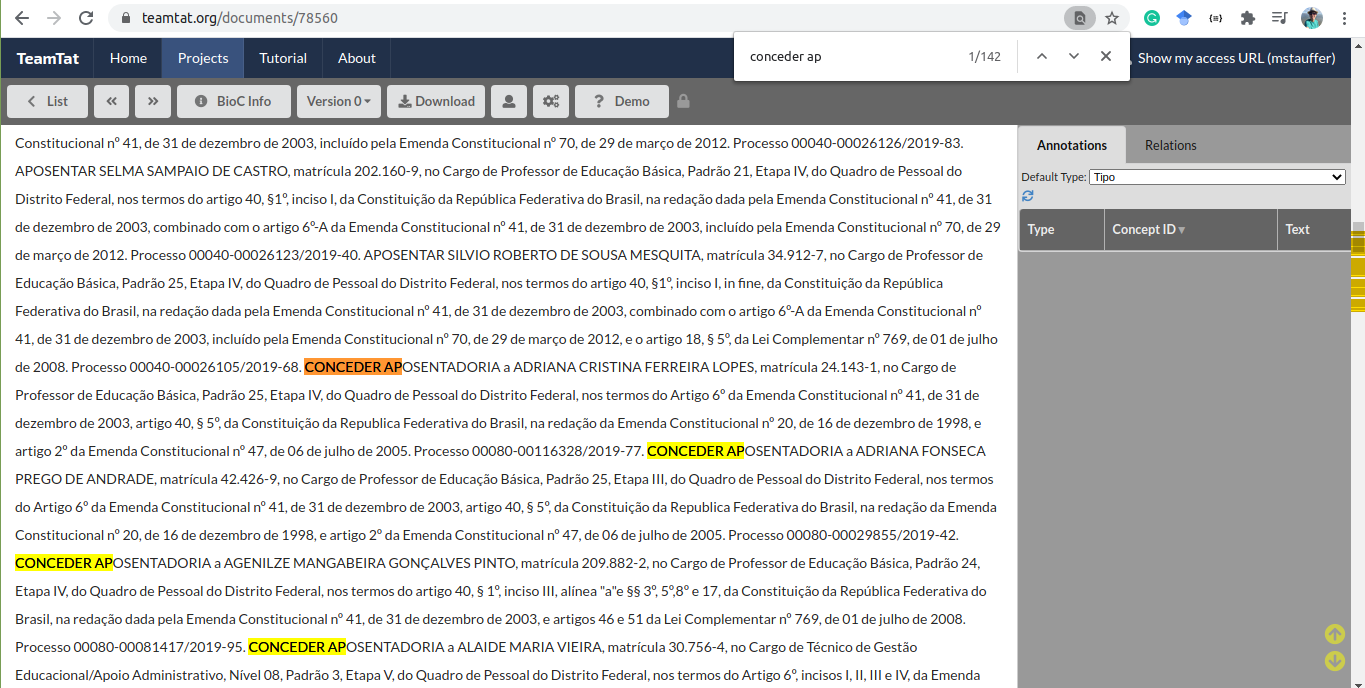 teamtat.org/documents/78560
conceder ap 1/142
TeamTat Home Projects Tutorial About Show my access URL (mstauffer)
List BioC Info Version 0 Download ? Demo
Constitucional nº 41, de 31 de dezembro de 2003, incluído pela Emenda Constitucional nº 70, de 29 de março de 2012. Processo 00040-00026126/2019-83.
APOSENTAR SELMA SAMPAIO DE CASTRO, matrícula 202.160-9, no Cargo de Professor de Educação Básica, Padrão 21, Etapa IV, do Quadro de Pessoal do
Distrito Federal, nos termos do artigo 40, §1º, inciso I, da Constituição da República Federativa do Brasil, na redação dada pela Emenda Constitucional nº 41, de 31
de dezembro de 2003, combinado com o artigo 6º-A da Emenda Constitucional nº 41, de 31 de dezembro de 2003, incluído pela Emenda Constitucional nº 70, de 29
de março de 2012. Processo 00040-00026123/2019-40. APOSENTAR SILVIO ROBERTO DE SOUSA MESQUITA, matrícula 34.912-7, no Cargo de Professor de
Educação Básica, Padrão 25, Etapa IV, do Quadro de Pessoal do Distrito Federal, nos termos do artigo 40, §1º, inciso I, in fine, da Constituição da República
Federativa do Brasil, na redação dada pela Emenda Constitucional nº 41, de 31 de dezembro de 2003, combinado com o artigo 6º-A da Emenda Constitucional nº
41, de 31 de dezembro de 2003, incluído pela Emenda Constitucional nº 70, de 29 de março de 2012, e o artigo 18, § 5º, da Lei Complementar nº 769, de 01 de julho
de 2008. Processo 00040-00026105/2019-68. CONCEDER APOSENTADORIA a ADRIANA CRISTINA FERREIRA LOPES, matrícula 24.143-1, no Cargo de
Professor de Educação Básica, Padrão 25, Etapa IV, do Quadro de Pessoal do Distrito Federal, nos termos do Artigo 6º da Emenda Constitucional nº 41, de 31 de
dezembro de 2003, artigo 40, § 5º, da Constituição da Republica Federativa do Brasil, na redação da Emenda Constitucional nº 20, de 16 de dezembro de 1998, e
artigo 2º da Emenda Constitucional nº 47, de 06 de julho de 2005. Processo 00080-00116328/2019-77. CONCEDER APOSENTADORIA a ADRIANA FONSECA
PREGO DE ANDRADE, matrícula 42.426-9, no Cargo de Professor de Educação Básica, Padrão 25, Etapa III, do Quadro de Pessoal do Distrito Federal, nos termos
do Artigo 6º da Emenda Constitucional nº 41, de 31 de dezembro de 2003, artigo 40, § 5º, da Constituição da Republica Federativa do Brasil, na redação da Emenda
Constitucional nº 20, de 16 de dezembro de 1998, e artigo 2º da Emenda Constitucional nº 47, de 06 de julho de 2005. Processo 00080-00029855/2019-42.
CONCEDER APOSENTADORIA a AGENILZE MANGABEIRA GONÇALVES PINTO, matrícula 209.882-2, no Cargo de Professor de Educação Básica, Padrão 24,
Etapa IV, do Quadro de Pessoal do Distrito Federal, nos termos do artigo 40, § 1º, inciso III, alínea "a"e §§ 3º, 5º,8º e 17, da Constituição da República Federativa do
Brasil, na redação dada pela Emenda Constitucional nº 41, de 31 de dezembro de 2003, e artigos 46 e 51 da Lei Complementar nº 769, de 01 de julho de 2008.
Processo 00080-00081417/2019-95. CONCEDER APOSENTADORIA a ALAIDE MARIA VIEIRA, matrícula 30.756-4, no Cargo de Técnico de Gestão
Educacional/Apoio Administrativo, Nível 08, Padrão 3, Etapa V, do Quadro de Pessoal do Distrito Federal, nos termos do Artigo 6º, incisos I, II, III e IV, da Emenda
Annotations Relations
Default Type: Tipo
Type Concept ID Text